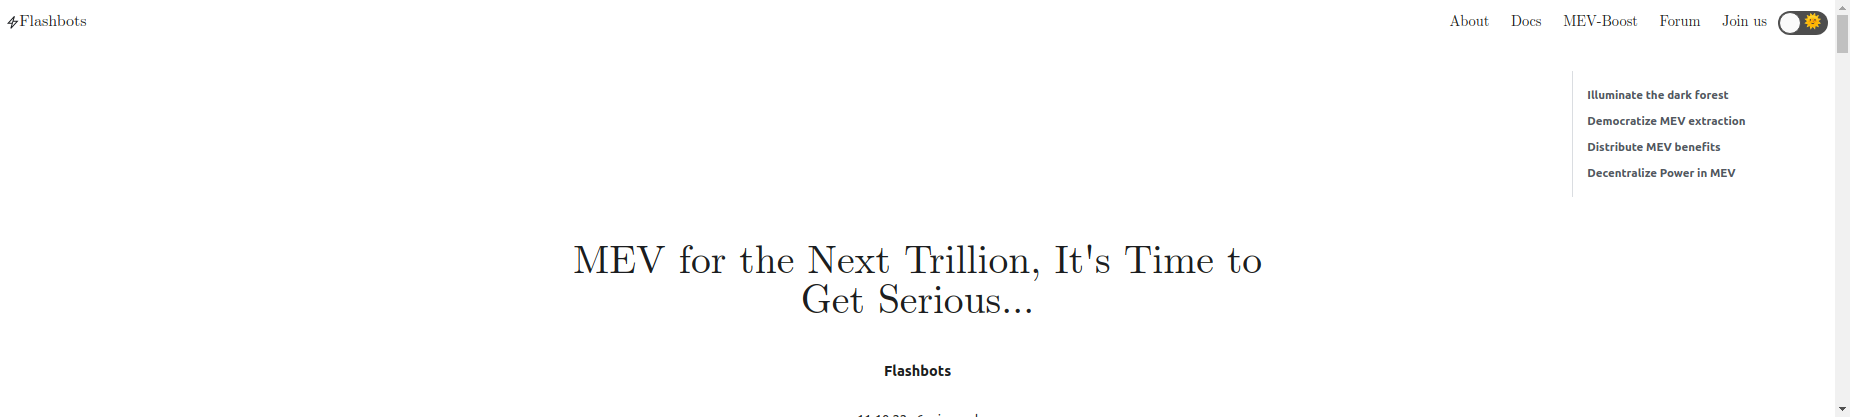 Flashbots
About Docs MEV-Boost Forum Join us
Illuminate the dark forest
Democratize MEV extraction
Distribute MEV benefits
Decentralize Power in MEV
MEV for the Next Trillion, It's Time to
Get Serious...
Flashbots